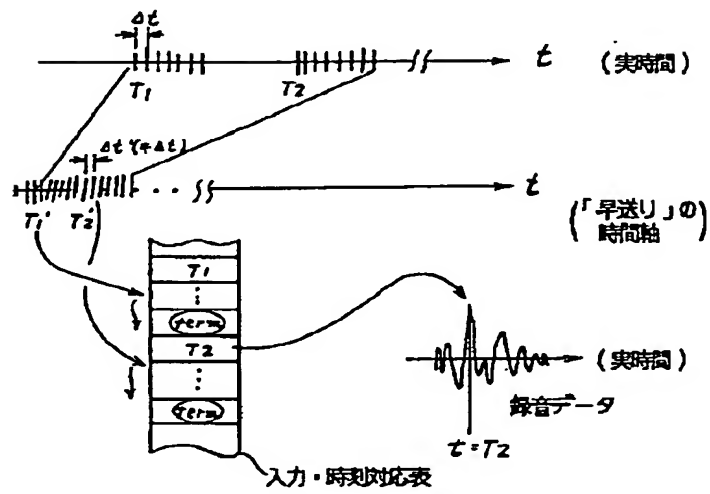 Δt
t
(実時間)
T1
T2
Δt'(≠Δt)
t
T1'
T2'
(「早送り」の
時間軸)
T1
⋮
term
T2
⋮
term
(実時間)
録音データ
t=T2
入力・時刻対応表